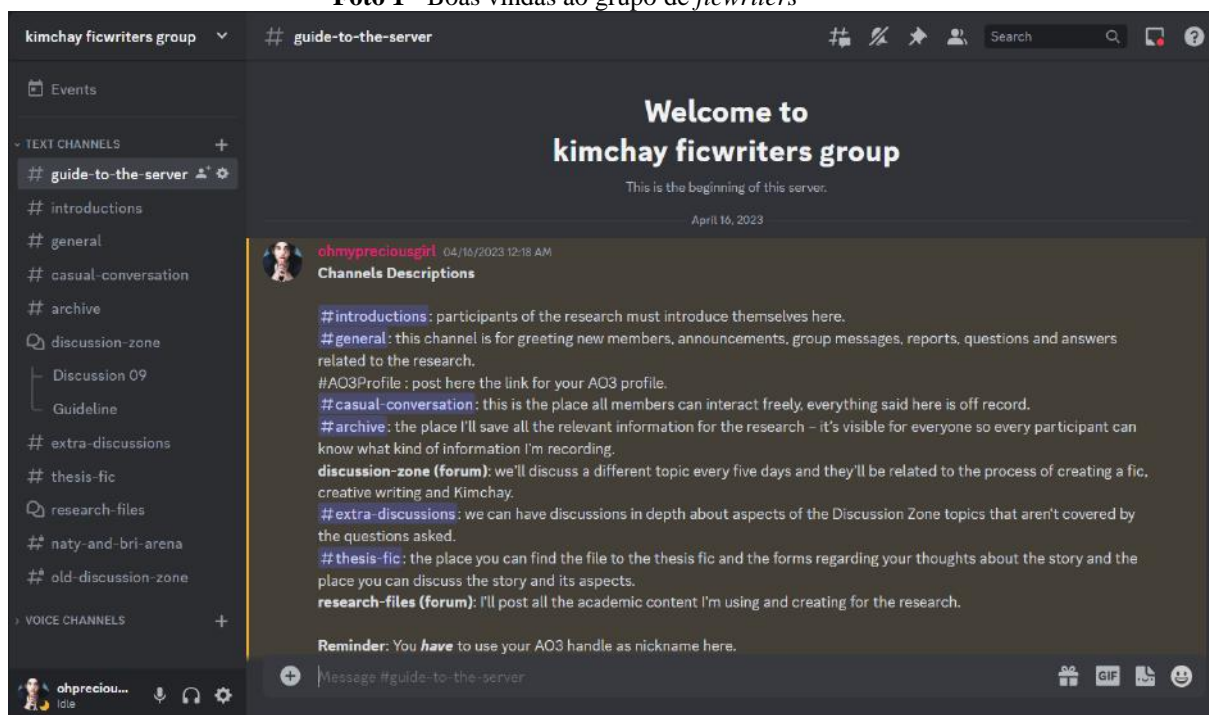 Foto 1 - Boas vindas ao grupo de ficwriters
kimchay ficwriters group
# guide-to-the-server
Search
Events
TEXT CHANNELS
# guide-to-the-server
# introductions
# general
# casual-conversation
# archive
discussion-zone
Discussion 09
Guideline
# extra-discussions
# thesis-fic
research-files
# naty-and-bri-arena
# old-discussion-zone
VOICE CHANNELS
ohpreciou...
Idle
Welcome to
kimchay ficwriters group
This is the beginning of this server.
April 16, 2023
ohmypreciousgirl 04/16/2023 12:18 AM
Channels Descriptions
#introductions: participants of the research must introduce themselves here.
#general: this channel is for greeting new members, announcements, group messages, reports, questions and answers
related to the research.
#AO3Profile : post here the link for your AO3 profile.
#casual-conversation: this is the place all members can interact freely, everything said here is off record.
#archive: the place I'll save all the relevant information for the research – it's visible for everyone so every participant can
know what kind of information I'm recording.
discussion-zone (forum): we'll discuss a different topic every five days and they'll be related to the process of creating a fic,
creative writing and Kimchay.
#extra-discussions: we can have discussions in depth about aspects of the Discussion Zone topics that aren't covered by
the questions asked.
#thesis-fic: the place you can find the file to the thesis fic and the forms regarding your thoughts about the story and the
place you can discuss the story and its aspects.
research-files (forum): I'll post all the academic content I'm using and creating for the research.
Reminder: You have to use your AO3 handle as nickname here.
Message #guide-to-the-server
GIF